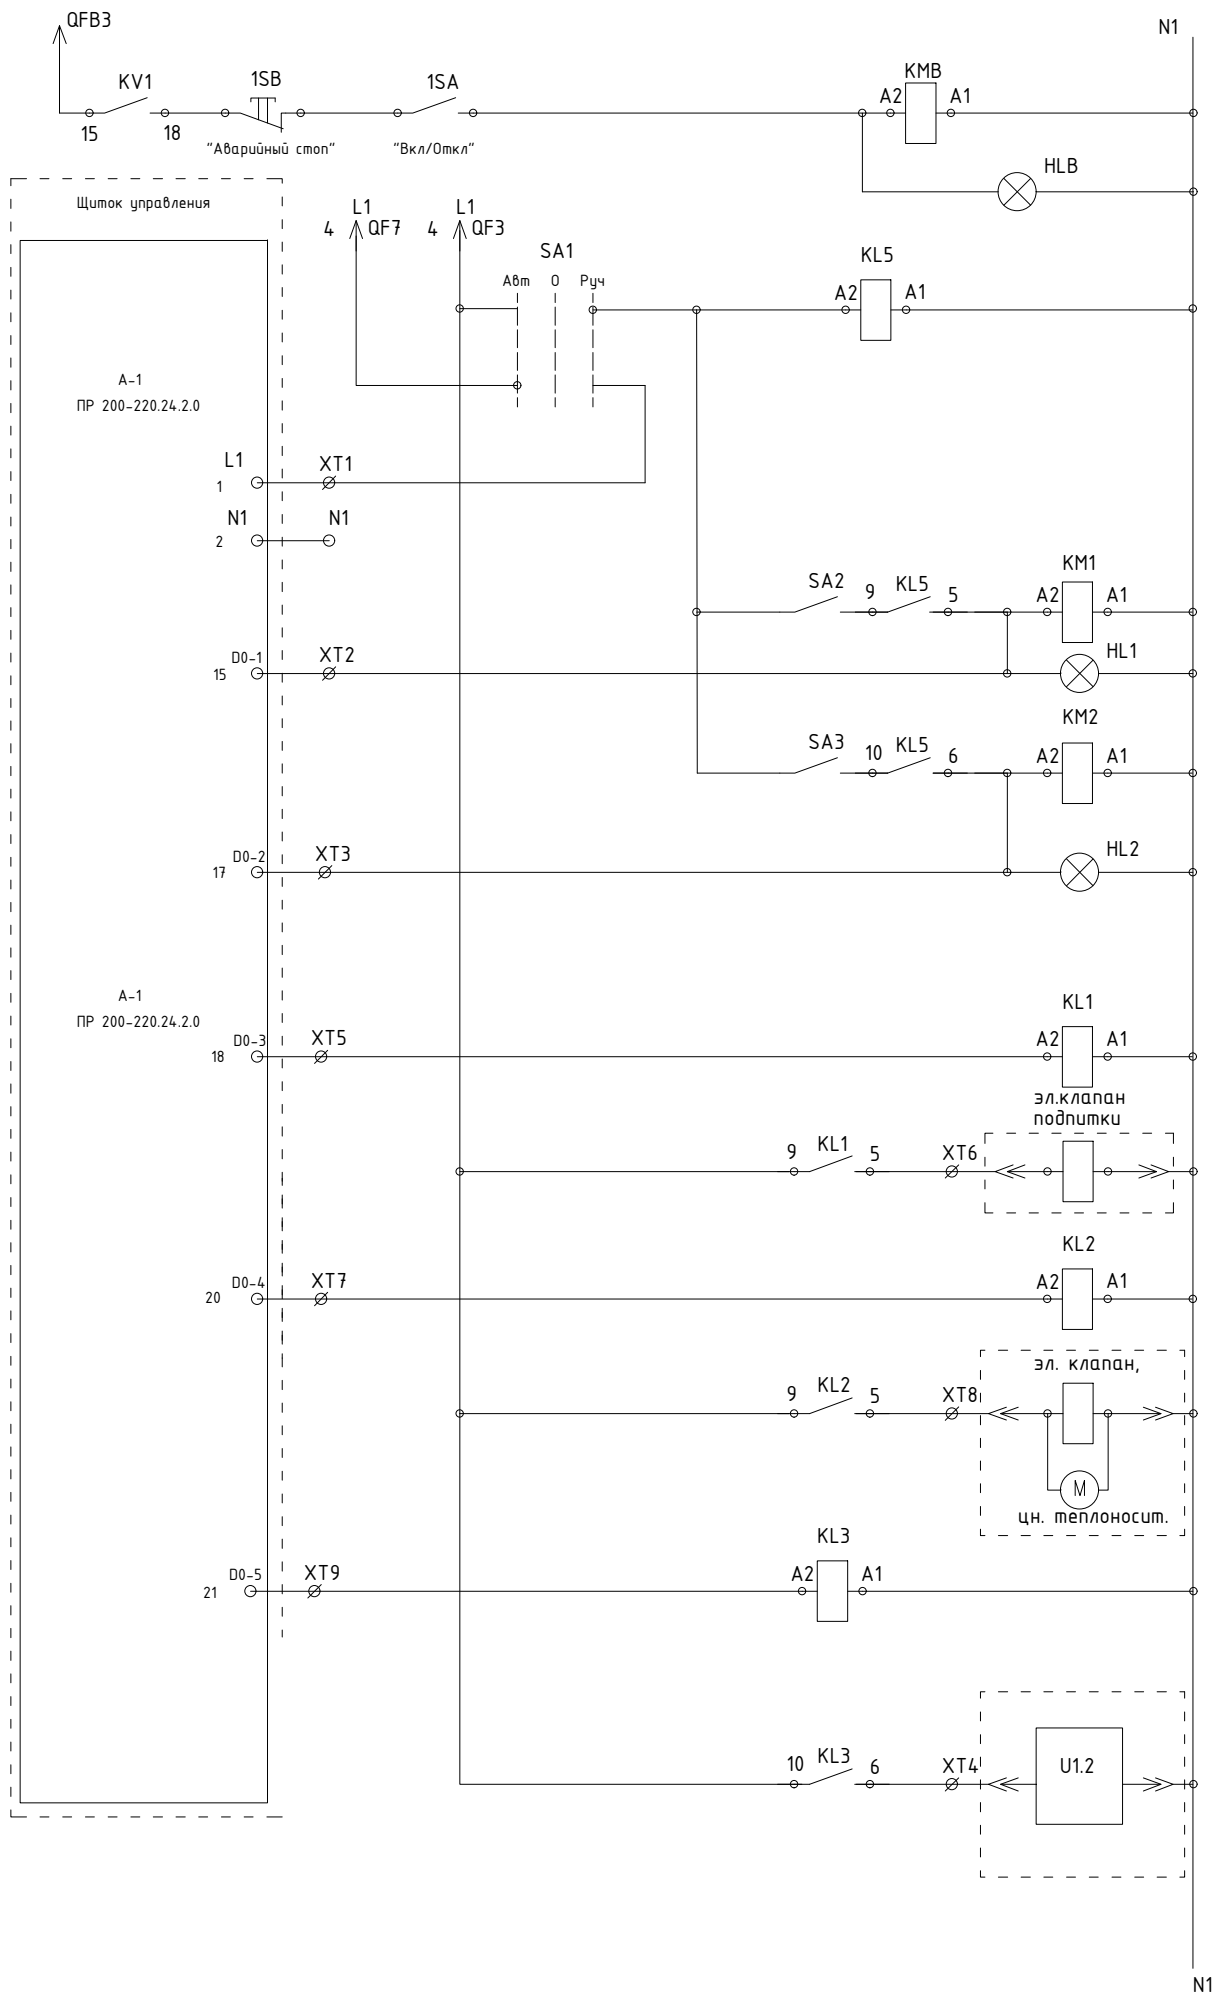 QFB3
N1
KV1
1SB
1SA
KMB
A2
A1
15
18
"Аварийный стоп"
"Вкл/Откл"
HLB
Щиток управления
L1
L1
4
QF7
4
QF3
SA1
KL5
Авт
0
Руч
A2
A1
А-1
ПР 200-220.24.2.0
L1
XT1
1
N1
N1
2
KM1
SA2
9
KL5
5
A2
A1
D0-1
XT2
HL1
15
KM2
SA3
10
KL5
6
A2
A1
D0-2
XT3
HL2
17
А-1
KL1
ПР 200-220.24.2.0
D0-3
XT5
A2
A1
18
эл.клапан
подпитки
9
KL1
5
XT6
KL2
D0-4
XT7
A2
A1
20
эл. клапан,
9
KL2
5
XT8
M
цн. теплоносит.
KL3
D0-5
XT9
A2
A1
21
10
KL3
6
XT4
U1.2
N1